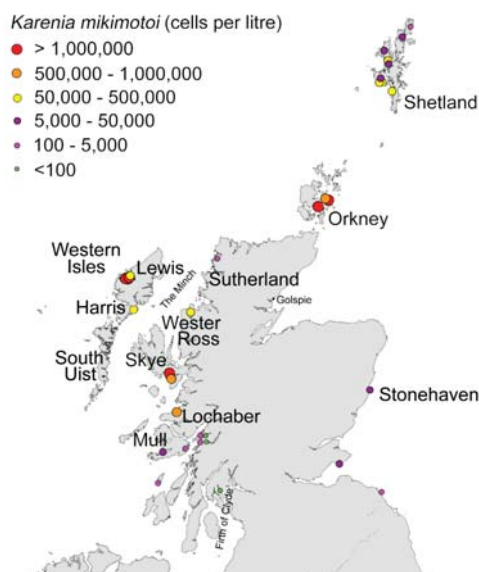 Karenia mikimotoi (cells per litre)
> 1,000,000
500,000 - 1,000,000
50,000 - 500,000
5,000 - 50,000
100 - 5,000
<100
Shetland
Orkney
Western
Isles
Lewis
The Minch
Sutherland
Golspie
Harris
Wester
Ross
South
Uist
Skye
Stonehaven
Lochaber
Mull
Firth of Clyde